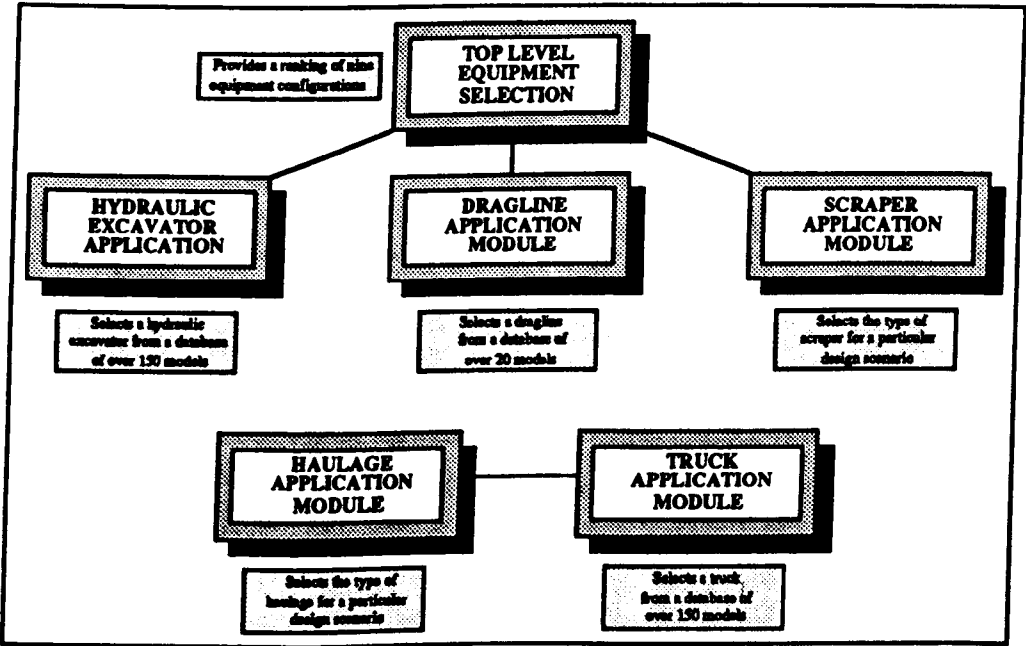 TOP LEVEL
EQUIPMENT
SELECTION
Provides a ranking of nine
equipment configurations
HYDRAULIC
EXCAVATOR
APPLICATION
DRAGLINE
APPLICATION
MODULE
SCRAPER
APPLICATION
MODULE
Selects a hydraulic
excavator from a database
of over 150 models
Selects a dragline
from a database of
over 20 models
Selects the type of
scraper for a particular
design scenario
HAULAGE
APPLICATION
MODULE
TRUCK
APPLICATION
MODULE
Selects the type of
haulage for a particular
design scenario
Selects a truck
from a database of
over 150 models